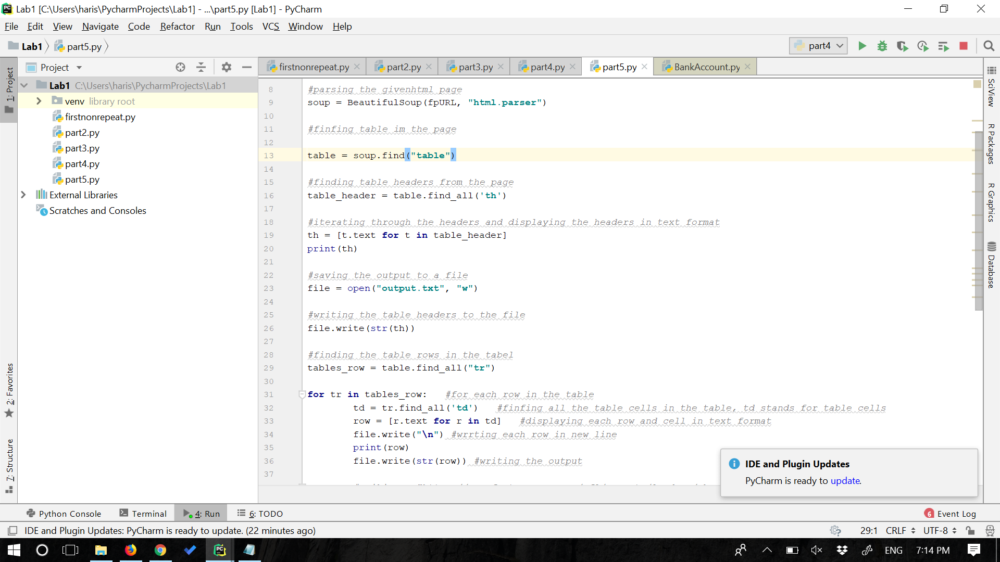 Lab1 [C:\Users\haris\PycharmProjects\Lab1] - ...\part5.py [Lab1] - PyCharm
File Edit View Navigate Code Refactor Run Tools VCS Window Help
Lab1 part5.py part4
1: Project
Project
firstnonrepeat.py part2.py part3.py part4.py part5.py BankAccount.py
Lab1 C:\Users\haris\PycharmProjects\Lab1
venv library root
firstnonrepeat.py
part2.py
part3.py
part4.py
part5.py
External Libraries
Scratches and Consoles
8 #parsing the givenhtml page
9 soup = BeautifulSoup(fpURL, "html.parser")
10
11 #finfing table im the page
12
13 table = soup.find("table")
14
15 #finding table headers from the page
16 table_header = table.find_all('th')
17
18 #iterating through the headers and displaying the headers in text format
19 th = [t.text for t in table_header]
20 print(th)
21
22 #saving the output to a file
23 file = open("output.txt", "w")
24
25 #writing the table headers to the file
26 file.write(str(th))
27
28 #finding the table rows in the tabel
29 tables_row = table.find_all("tr")
30
31 for tr in tables_row: #for each row in the table
32 td = tr.find_all('td') #finfing all the table cells in the table, td stands for table cells
33 row = [r.text for r in td] #displaying each row and cell in text format
34 file.write("\n") #wrrting each row in new line
35 print(row)
36 file.write(str(row)) #writing the output
37
SciView
R Packages
R Graphics
Database
2: Favorites
7: Structure
IDE and Plugin Updates
PyCharm is ready to update.
Python Console Terminal 4: Run 6: TODO 6 Event Log
IDE and Plugin Updates: PyCharm is ready to update. (22 minutes ago) 29:1 CRLF UTF-8
ENG 7:14 PM